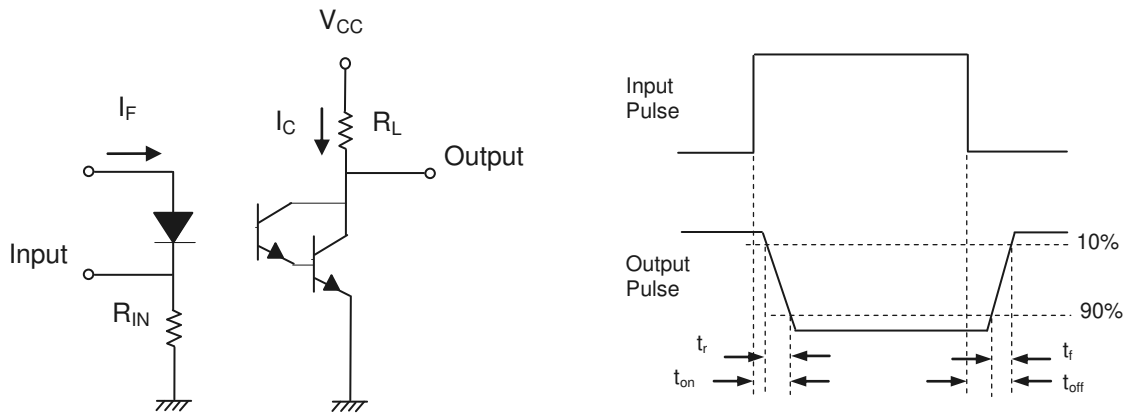 V_CC
I_F
I_C
R_L
Output
Input
R_IN
Input
Pulse
Output
Pulse
10%
90%
t_r
t_f
t_on
t_off